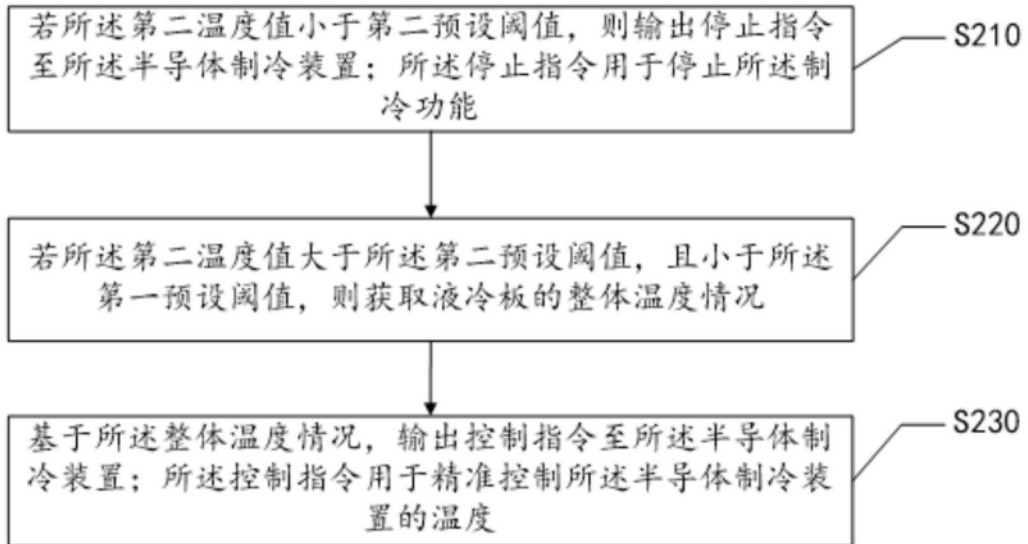 若所述第二温度值小于第二预设阈值，则输出停止指令
至所述半导体制冷装置；所述停止指令用于停止所述制
冷功能
S210
若所述第二温度值大于所述第二预设阈值，且小于所述
第一预设阈值，则获取液冷板的整体温度情况
S220
基于所述整体温度情况，输出控制指令至所述半导体制
冷装置；所述控制指令用于精准控制所述半导体制冷装
置的温度
S230